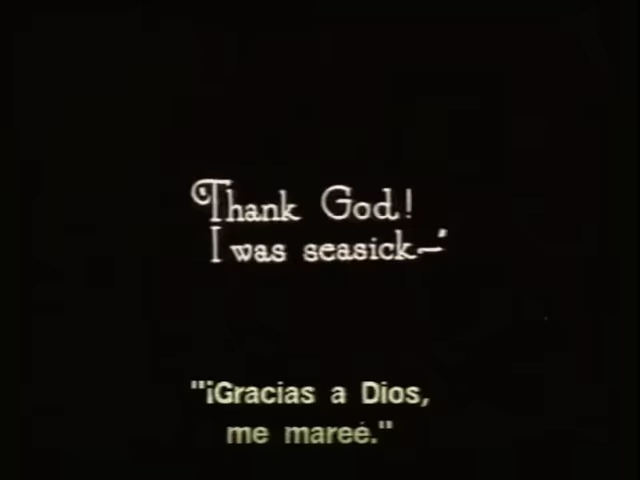 Thank God!
I was seasick—"
"¡Gracias a Dios,
me mareé."